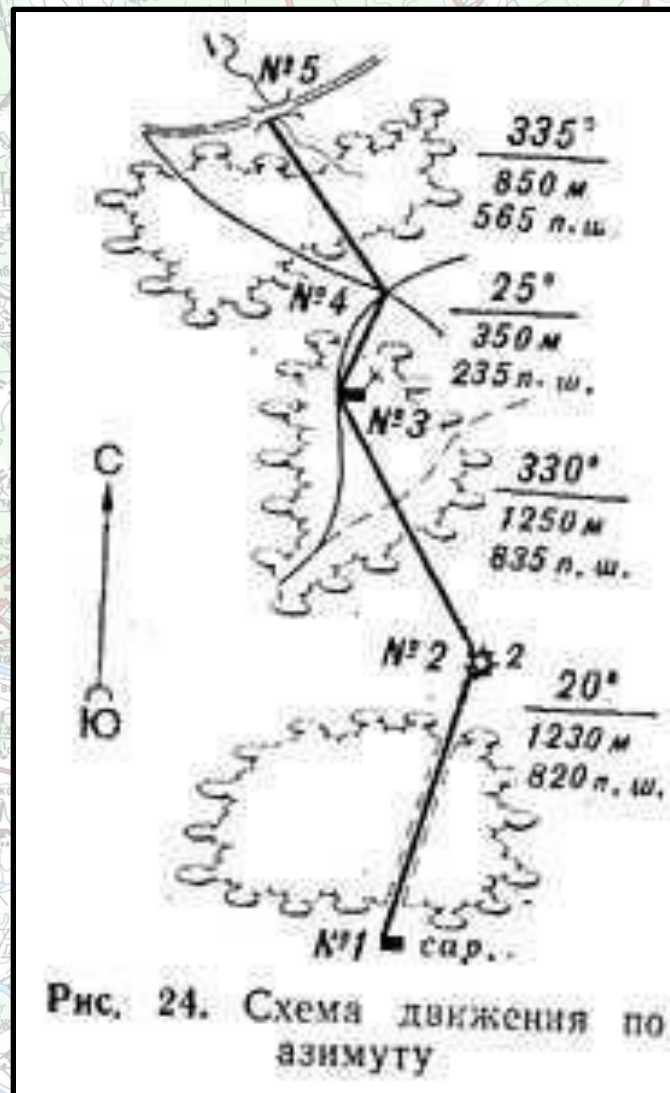 №5
335°
850 м
565 п.ш.
№4
25°
350 м
235 п. ш.
№3
С
330°
1250 м
835 п. ш.
№2
2
20°
1230 м
820 п. ш.
Ю
№1
сар..
Рис. 24. Схема движения по
азимуту